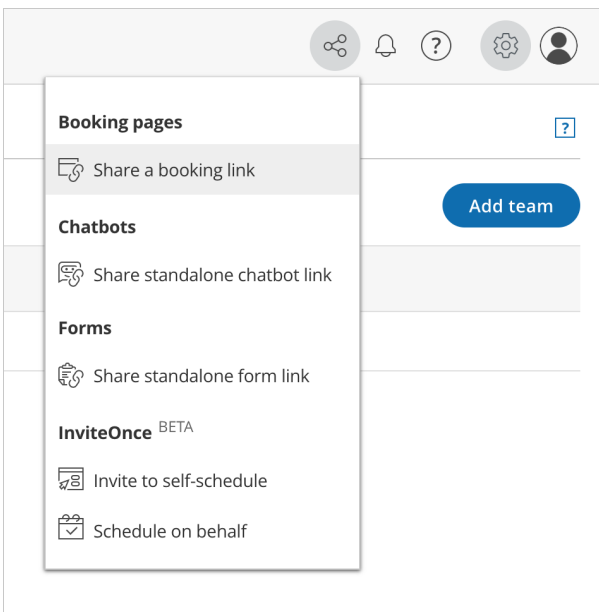 ?
Booking pages
?
Share a booking link
Add team
Chatbots
Share standalone chatbot link
Forms
Share standalone form link
InviteOnce BETA
Invite to self-schedule
Schedule on behalf